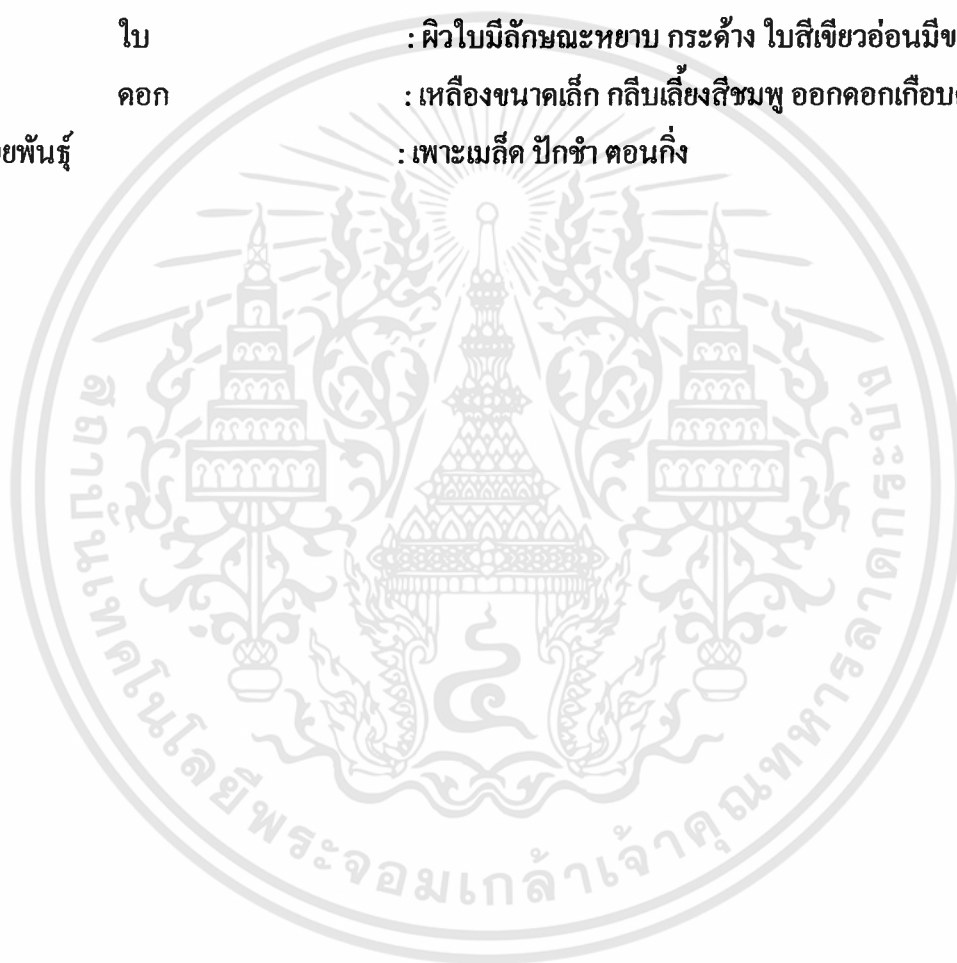 ใบ : ผิวใบมีลักษณะหยาบ กระด้าง ใบสีเขียวอ่อนมีข
ดอก : เหลืองขนาดเล็ก กลีบเลี้ยงสีชมพู ออกดอกเกือบ
ยพันธุ์ : เพาะเมล็ด ปักชำ ตอนกิ่ง
สถาบันเทคโนโลยีพระจอมเกล้าเจ้าคุณทหารลาดกระบัง
๔